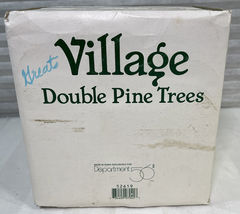 Great
Village
Double Pine Trees
Department 56
52619